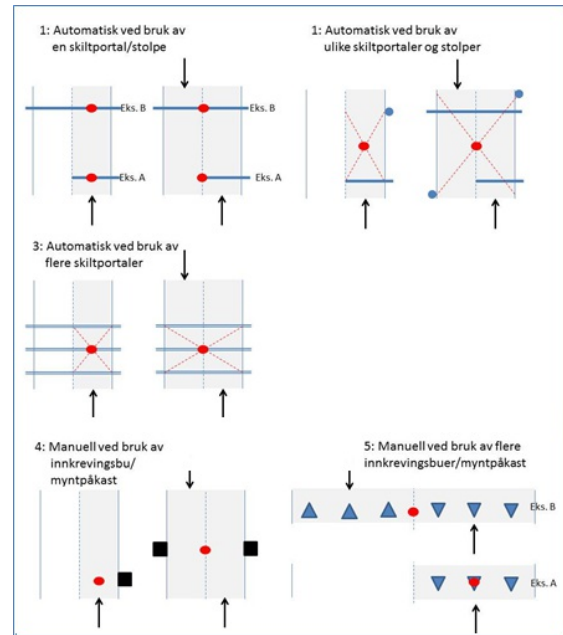 1: Automatisk ved bruk av
en skiltportal/stolpe
Eks. B
Eks. B
Eks. A
Eks. A
1: Automatisk ved bruk av
ulike skiltportaler og stolper
3: Automatisk ved bruk av
flere skiltportaler
4: Manuell ved bruk av
innkrevingsbu/
myntpåkast
5: Manuell ved bruk av flere
innkrevingsbuer/myntpåkast
Eks. B
Eks. A